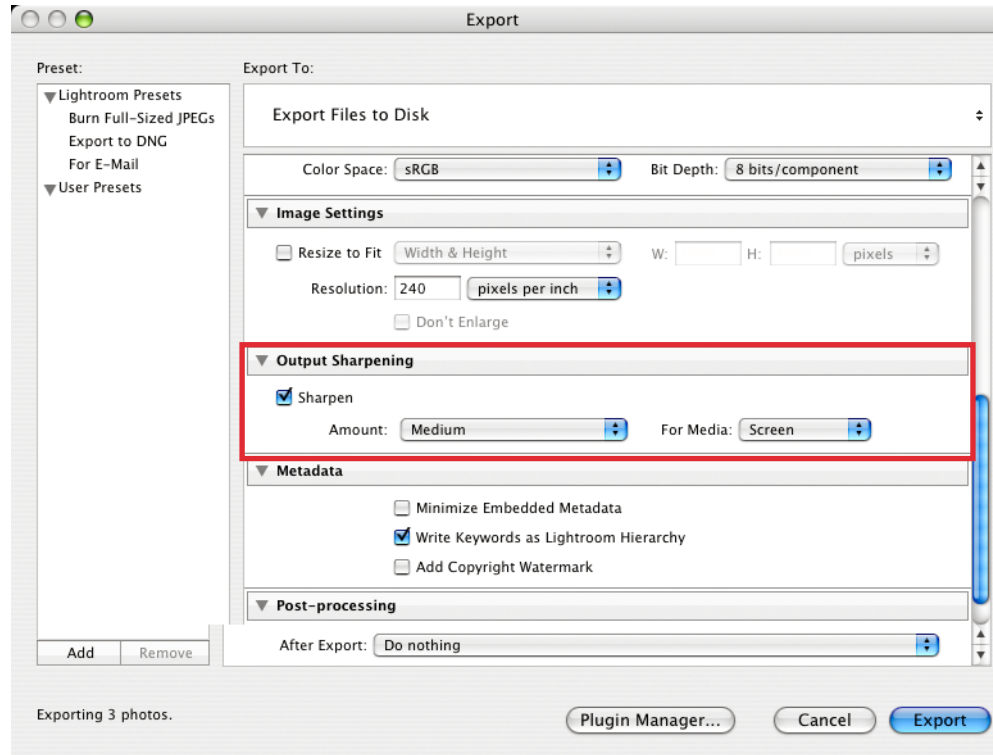 Export
Preset:
Export To:
Lightroom Presets
Burn Full-Sized JPEGs
Export to DNG
For E-Mail
User Presets
Export Files to Disk
Color Space: sRGB Bit Depth: 8 bits/component
Image Settings
Resize to Fit Width & Height W: H: pixels
Resolution: 240 pixels per inch
Don't Enlarge
Output Sharpening
Sharpen
Amount: Medium For Media: Screen
Metadata
Minimize Embedded Metadata
Write Keywords as Lightroom Hierarchy
Add Copyright Watermark
Post-processing
After Export: Do nothing
Add Remove
Exporting 3 photos.
Plugin Manager... Cancel Export